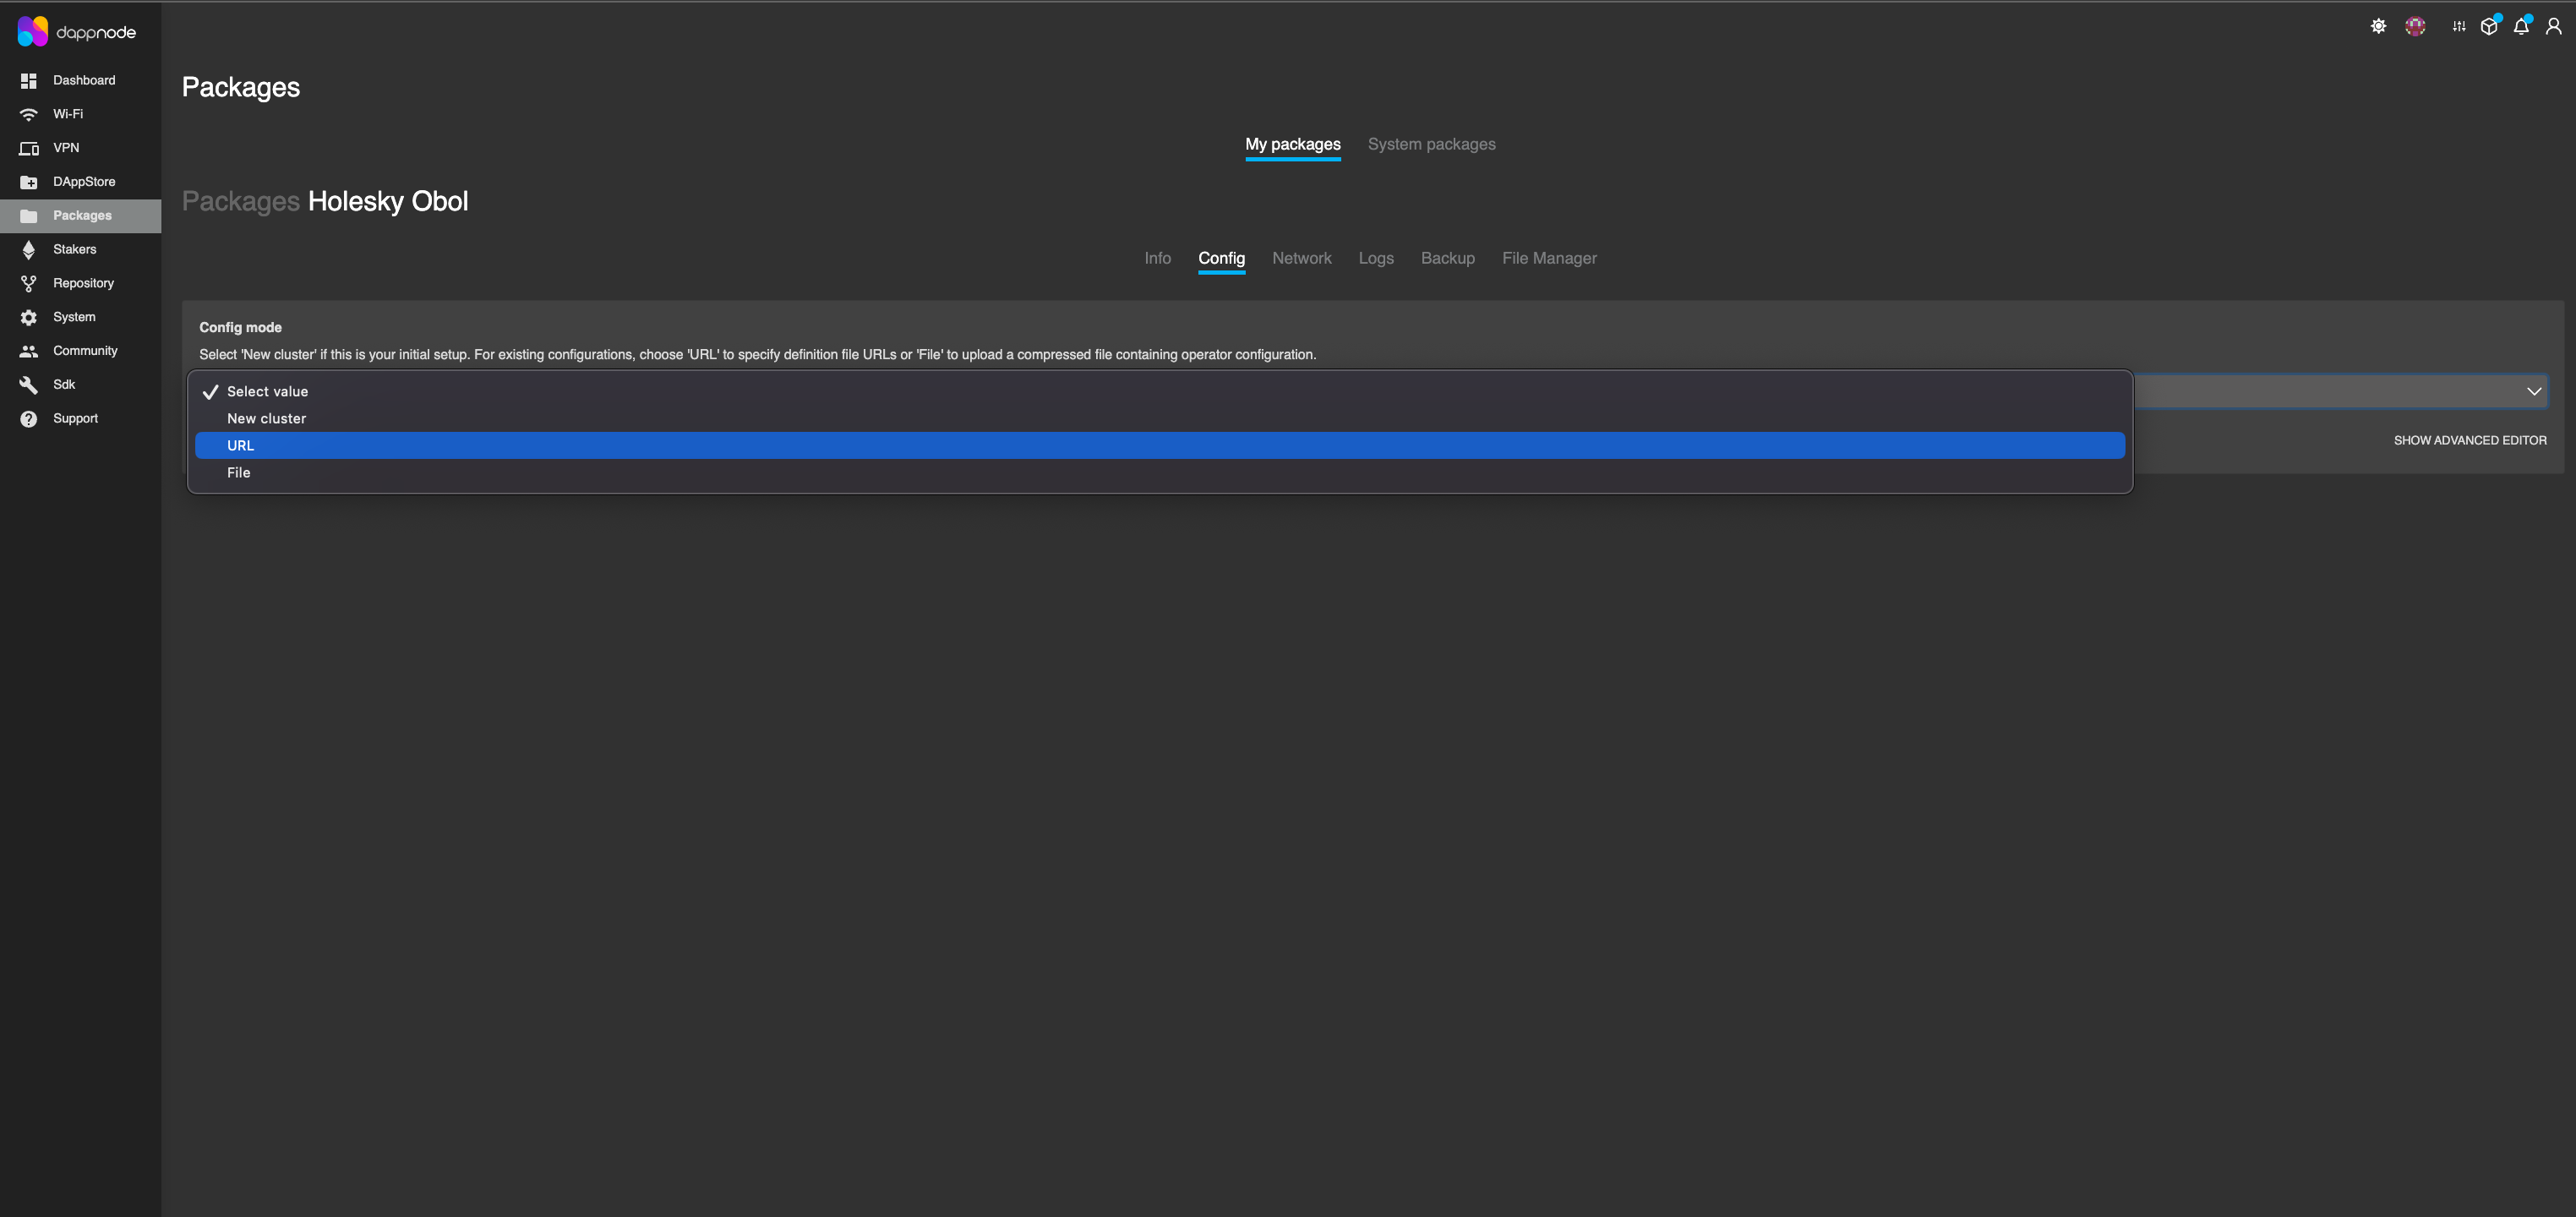 dappnode
Dashboard
Wi-Fi
VPN
DAppStore
Packages
Stakers
Repository
System
Community
Sdk
Support
Packages
My packages System packages
Packages Holesky Obol
Info Config Network Logs Backup File Manager
Config mode
Select 'New cluster' if this is your initial setup. For existing configurations, choose 'URL' to specify definition file URLs or 'File' to upload a compressed file containing operator configuration.
Select value
New cluster
URL
File
SHOW ADVANCED EDITOR